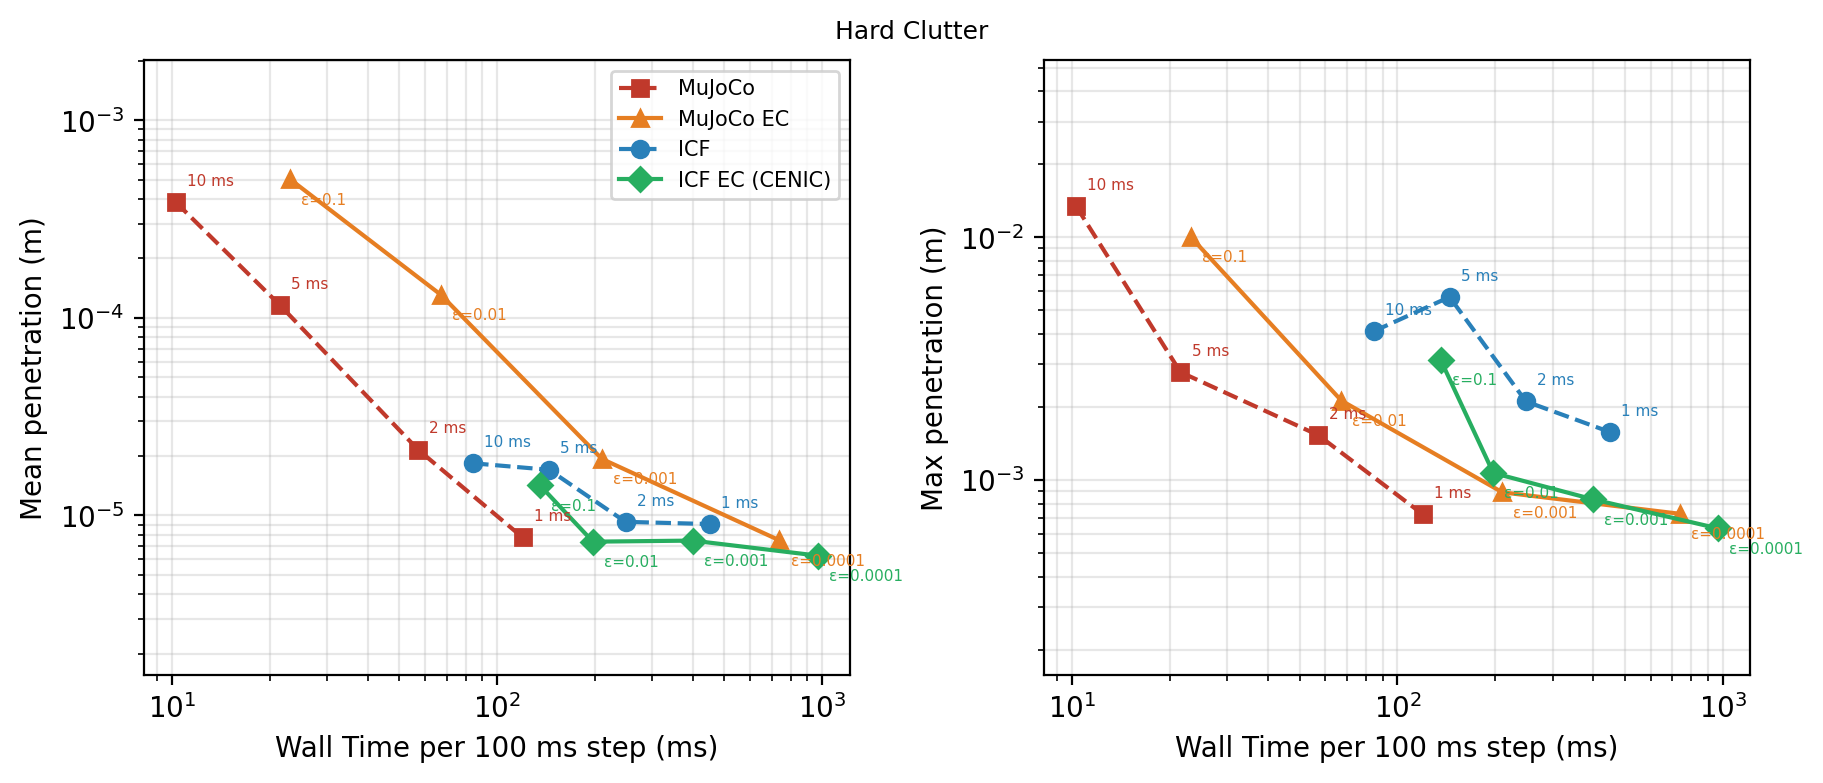 Hard Clutter
MuJoCo
MuJoCo EC
ICF
ICF EC (CENIC)
Mean penetration (m)
10⁻³
10⁻⁴
10⁻⁵
10 ms
5 ms
2 ms
1 ms
ε=0.1
ε=0.01
ε=0.001
ε=0.0001
10 ms
5 ms
2 ms
1 ms
ε=0.1
ε=0.01
ε=0.001
ε=0.0001
10¹
10²
10³
Wall Time per 100 ms step (ms)
Max penetration (m)
10⁻²
10⁻³
10 ms
5 ms
2 ms
1 ms
ε=0.1
ε=0.01
ε=0.001
ε=0.0001
10 ms
5 ms
2 ms
1 ms
ε=0.1
ε=0.01
ε=0.001
ε=0.0001
10¹
10²
10³
Wall Time per 100 ms step (ms)